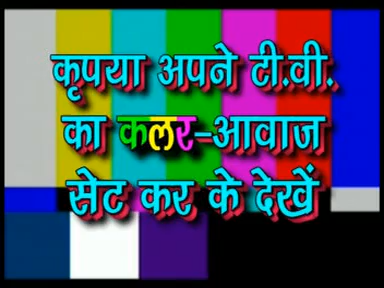 कृपया अपने टी.वी.
का कलर-आवाज
सेट कर के देखें